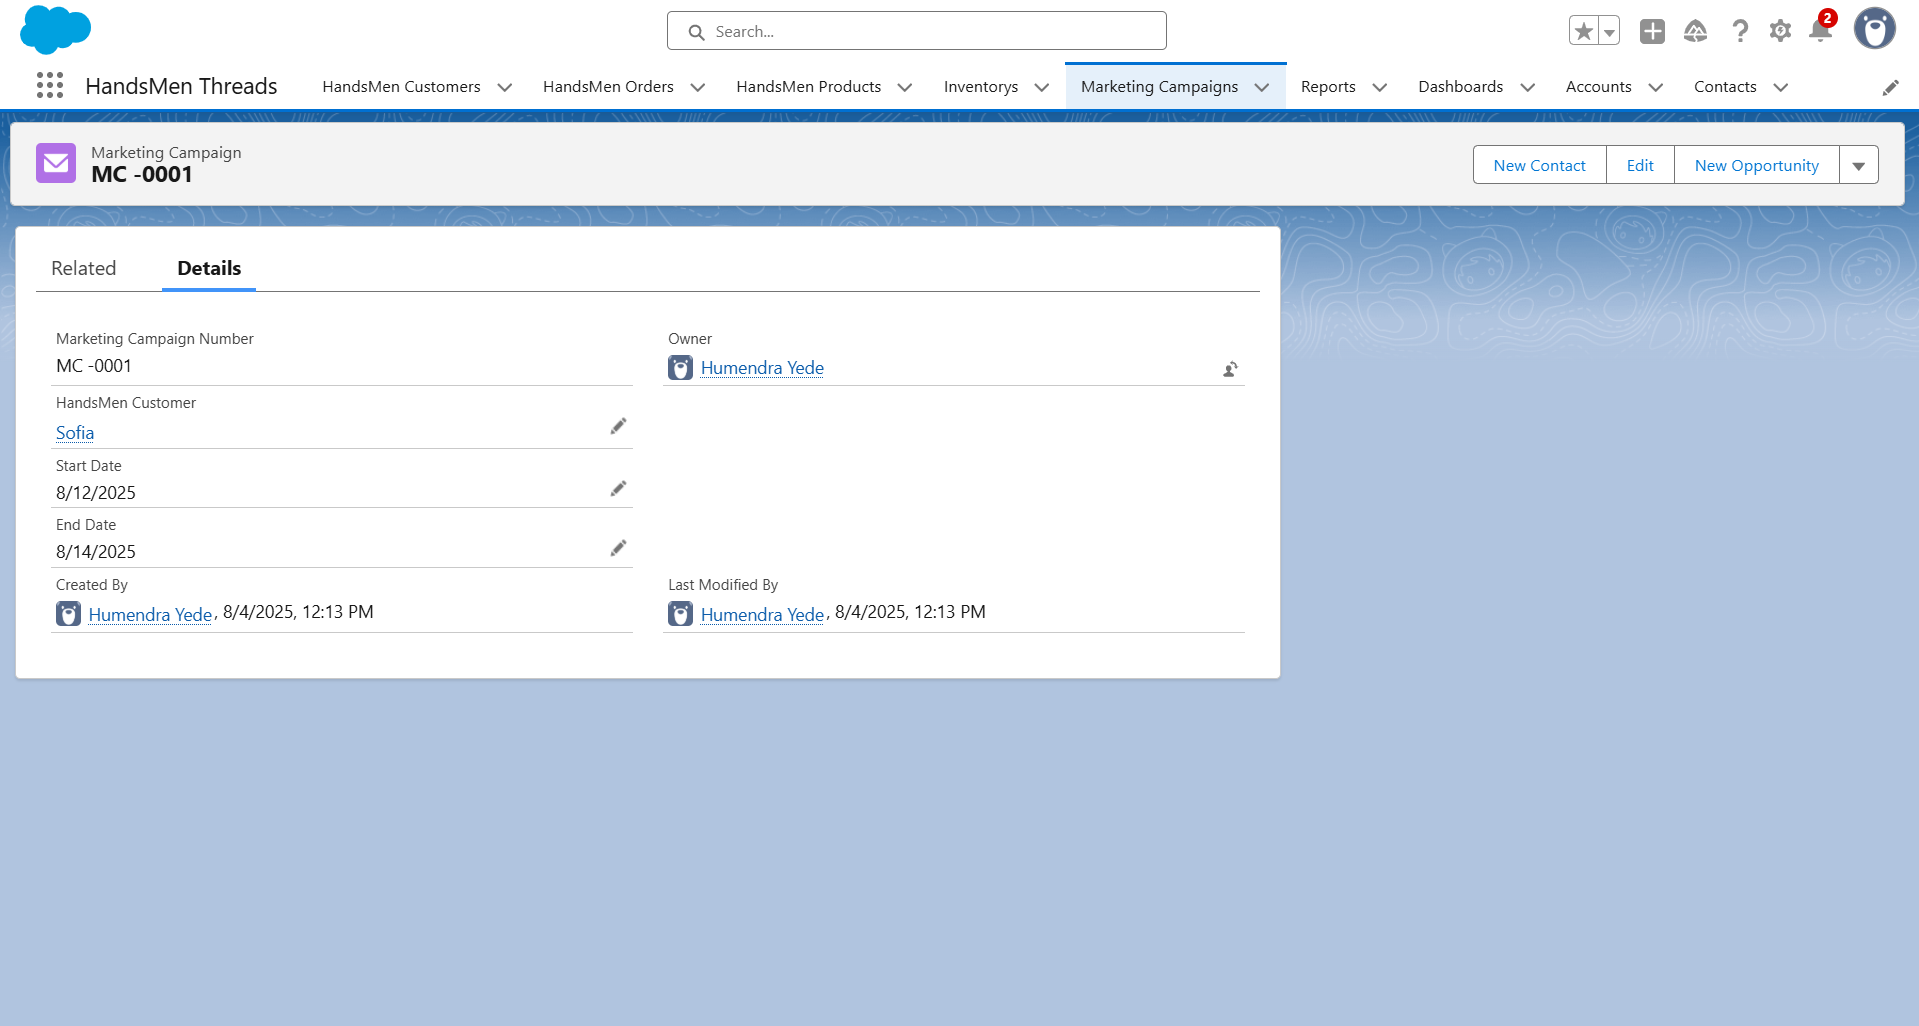 Search...
2
HandsMen Threads
HandsMen Customers
HandsMen Orders
HandsMen Products
Inventorys
Marketing Campaigns
Reports
Dashboards
Accounts
Contacts
Marketing Campaign
MC -0001
New Contact
Edit
New Opportunity
Related
Details
Marketing Campaign Number
MC -0001
Owner
Humendra Yede
HandsMen Customer
Sofia
Start Date
8/12/2025
End Date
8/14/2025
Created By
Humendra Yede, 8/4/2025, 12:13 PM
Last Modified By
Humendra Yede, 8/4/2025, 12:13 PM